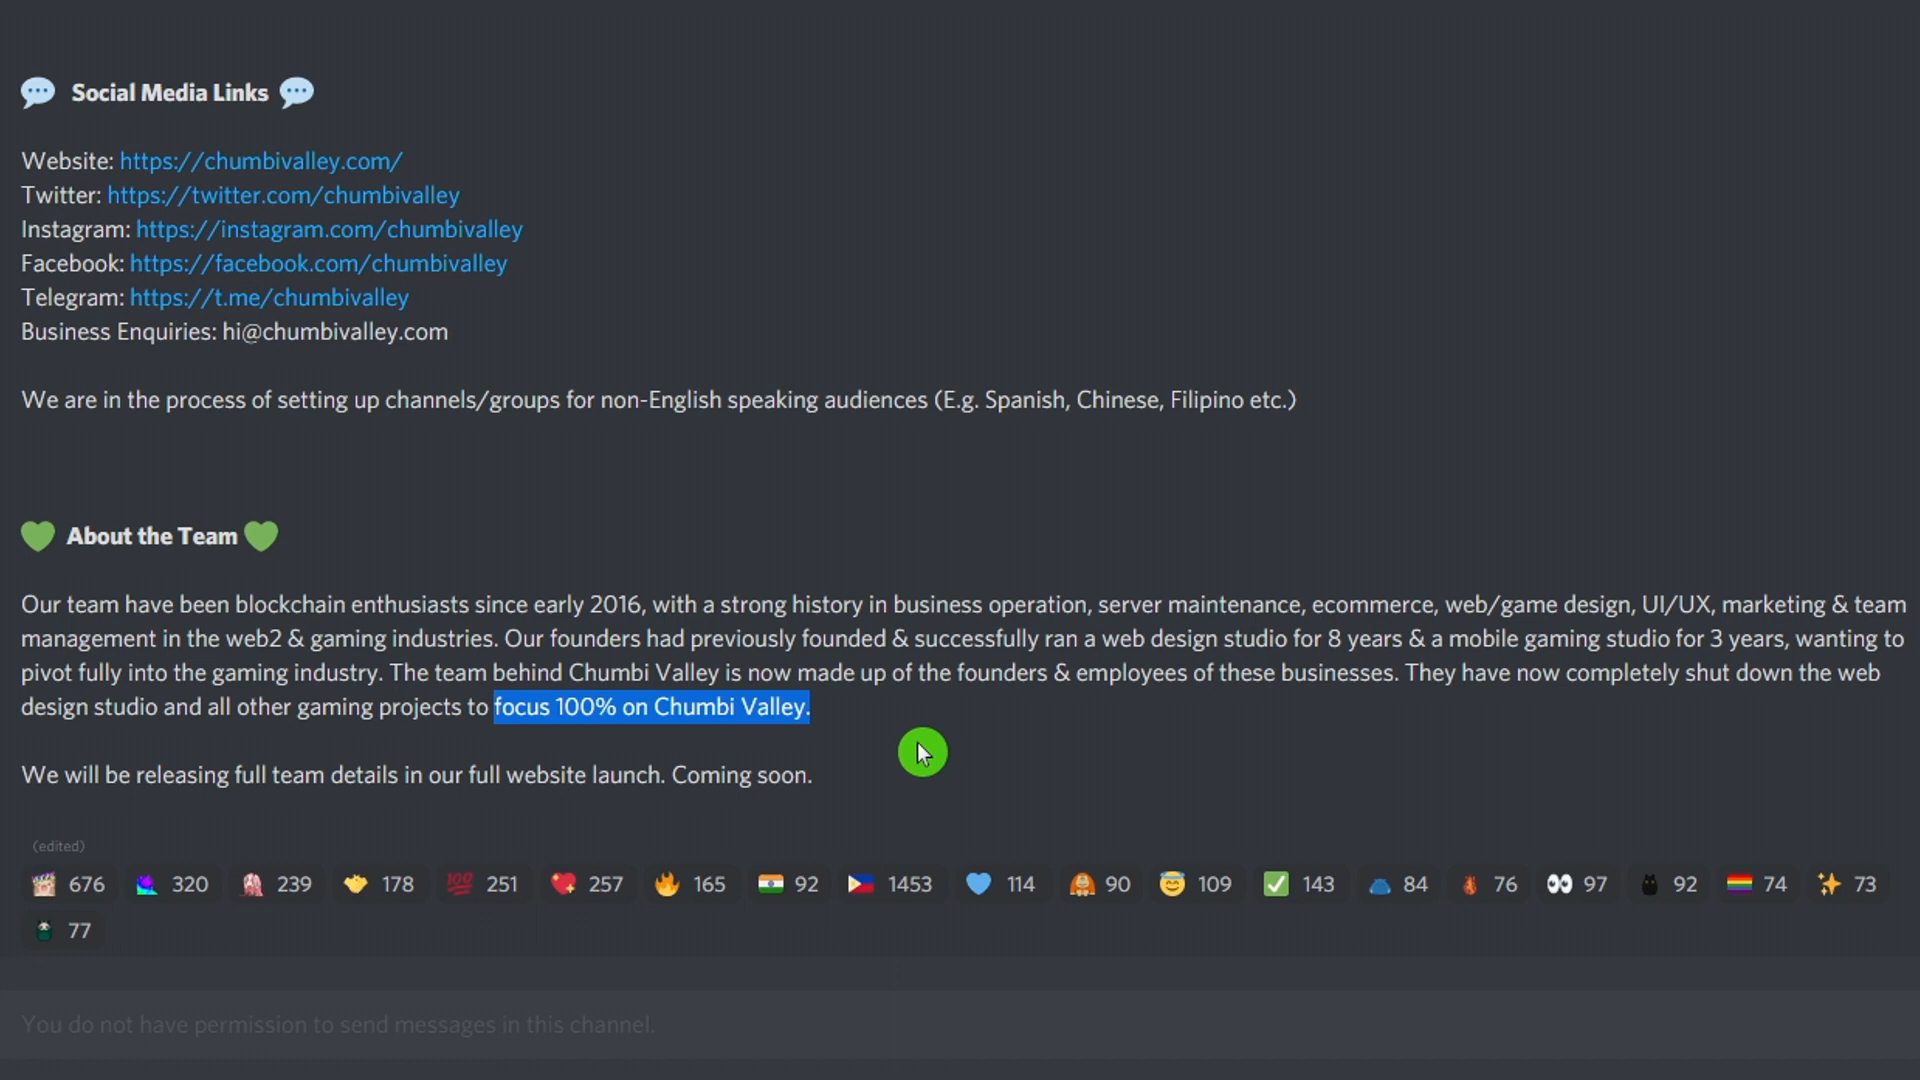 Social Media Links
Website: https://chumbivalley.com/
Twitter: https://twitter.com/chumbivalley
Instagram: https://instagram.com/chumbivalley
Facebook: https://facebook.com/chumbivalley
Telegram: https://t.me/chumbivalley
Business Enquiries: hi@chumbivalley.com
We are in the process of setting up channels/groups for non-English speaking audiences (E.g. Spanish, Chinese, Filipino etc.)
About the Team
Our team have been blockchain enthusiasts since early 2016, with a strong history in business operation, server maintenance, ecommerce, web/game design, UI/UX, marketing & team
management in the web2 & gaming industries. Our founders had previously founded & successfully ran a web design studio for 8 years & a mobile gaming studio for 3 years, wanting to
pivot fully into the gaming industry. The team behind Chumbi Valley is now made up of the founders & employees of these businesses. They have now completely shut down the web
design studio and all other gaming projects to focus 100% on Chumbi Valley.
We will be releasing full team details in our full website launch. Coming soon.
(edited)
676 320 239 178 100 251 257 165 92 1453 114 90 109 143 84 76 97 92 74 73
77
You do not have permission to send messages in this channel.